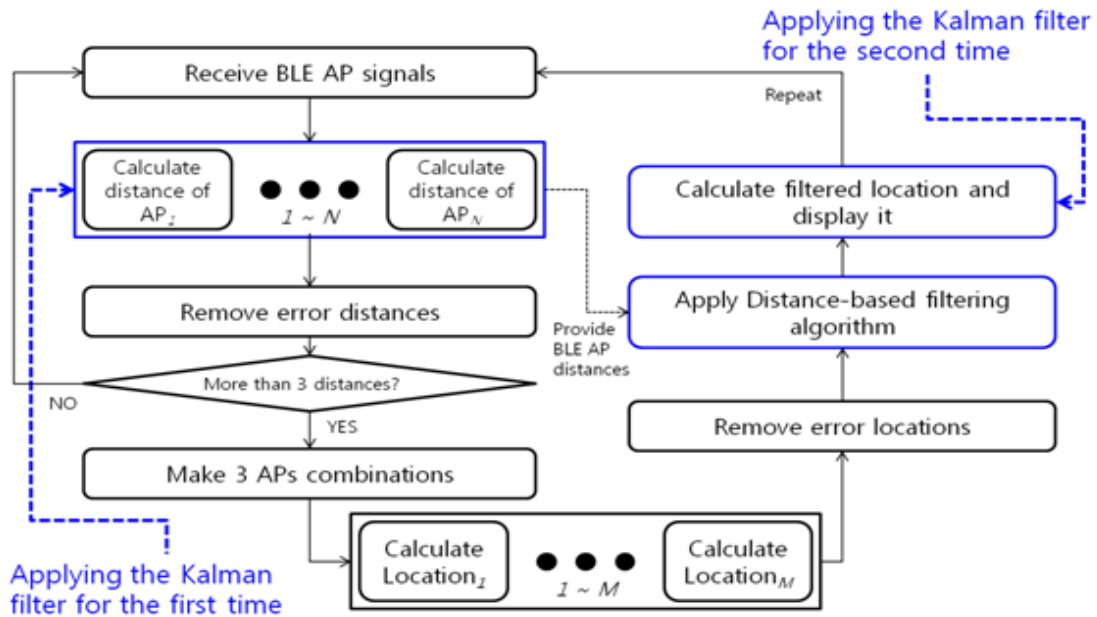 Applying the Kalman filter
for the second time
Receive BLE AP signals
Repeat
Calculate
distance of
AP1
1 ~ N
Calculate
distance of
APN
Calculate filtered location and
display it
Remove error distances
Provide
BLE AP
distances
Apply Distance-based filtering
algorithm
More than 3 distances?
NO
YES
Remove error locations
Make 3 APs combinations
Calculate
Location1
1 ~ M
Calculate
LocationM
Applying the Kalman
filter for the first time